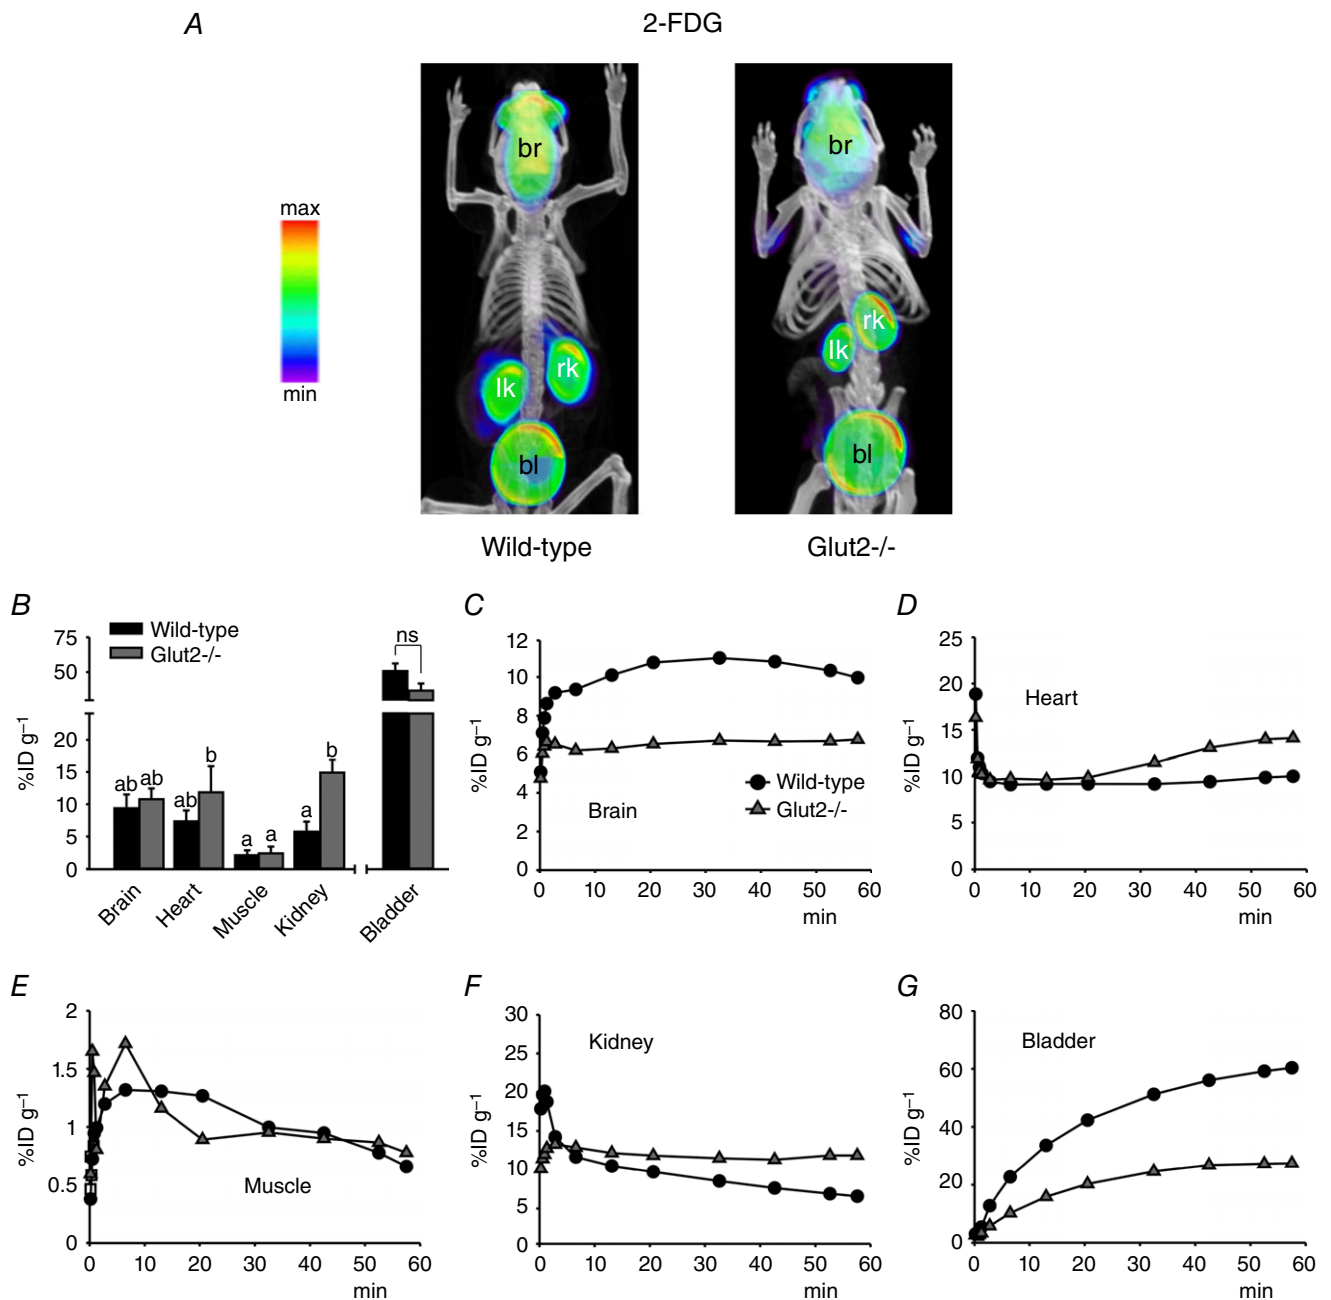 A
2-FDG
max
min
br
lk
rk
bl
Wild-type
br
rk
lk
bl
Glut2-/-
B
Wild-type
Glut2-/-
%ID g–1
75
50
20
15
10
5
0
ab
ab
ab
b
a
a
a
b
ns
Brain
Heart
Muscle
Kidney
Bladder
C
%ID g–1
12
10
8
6
4
2
0
Wild-type
Glut2-/-
Brain
0 10 20 30 40 50 60
min
D
%ID g–1
25
20
15
10
5
0
Heart
0 10 20 30 40 50 60
min
E
%ID g–1
2
1.5
1
0.5
0
Muscle
0 10 20 30 40 50 60
min
F
%ID g–1
30
25
20
15
10
5
0
Kidney
0 10 20 30 40 50 60
min
G
%ID g–1
80
60
40
20
0
Bladder
0 10 20 30 40 50 60
min